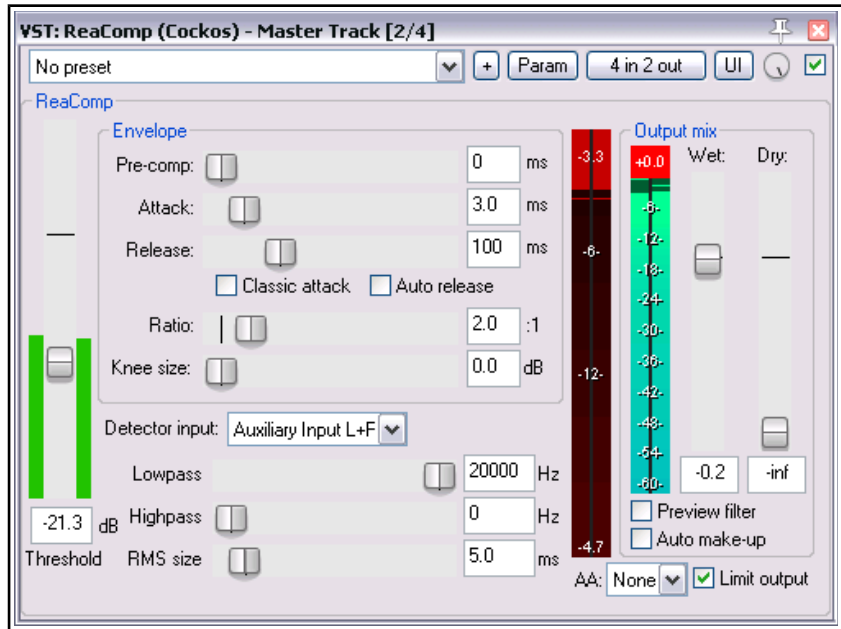 VST: ReaComp (Cockos) - Master Track [2/4]
No preset + Param 4 in 2 out UI
ReaComp
Envelope
Pre-comp: 0 ms
Attack: 3.0 ms
Release: 100 ms
Classic attack Auto release
Ratio: 2.0 :1
Knee size: 0.0 dB
Detector input: Auxiliary Input L+F
Lowpass 20000 Hz
Highpass 0 Hz
RMS size 5.0 ms
-21.3 dB
Threshold
-3.3
-6-
-12-
-4.7
Output mix
Wet: Dry:
+0.0
-6-
-12-
-18-
-24-
-30-
-36-
-42-
-48-
-54-
-60-
-0.2 -inf
Preview filter
Auto make-up
AA: None Limit output